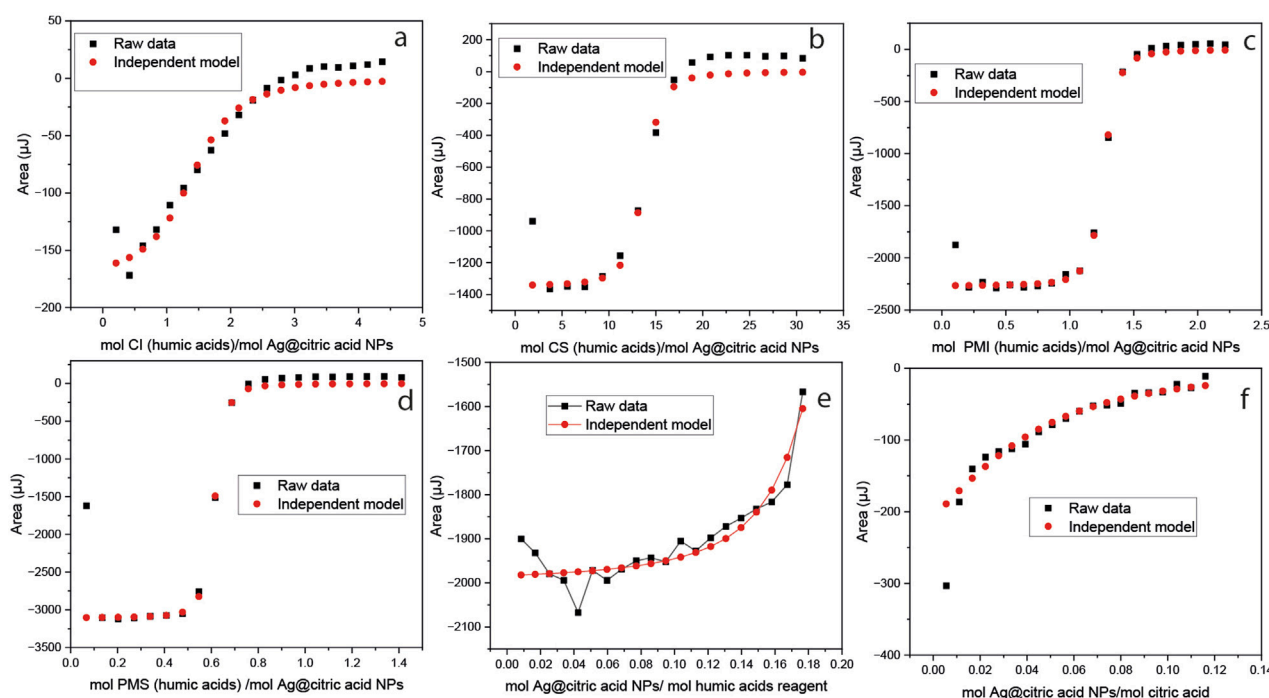 50
0
−50
−100
−150
−200
Area (µJ)
Raw data
Independent model
a
0 1 2 3 4 5
mol CI (humic acids)/mol Ag@citric acid NPs
200
0
−200
−400
−600
−800
−1000
−1200
−1400
Area (µJ)
Raw data
Independent model
b
0 5 10 15 20 25 30 35
mol CS (humic acids)/mol Ag@citric acid NPs
0
−500
−1000
−1500
−2000
−2500
Area (µJ)
Raw data
Independent model
c
0.0 0.5 1.0 1.5 2.0 2.5
mol PMI (humic acids)/mol Ag@citric acid NPs
0
−500
−1000
−1500
−2000
−2500
−3000
−3500
Area (µJ)
d
Raw data
Independent model
0.0 0.2 0.4 0.6 0.8 1.0 1.2 1.4
mol PMS (humic acids) /mol Ag@citric acid NPs
−1500
−1600
−1700
−1800
−1900
−2000
−2100
Area (µJ)
Raw data
Independent model
e
0.00 0.02 0.04 0.06 0.08 0.10 0.12 0.14 0.16 0.18 0.20
mol Ag@citric acid NPs/ mol humic acids reagent
0
−100
−200
−300
−400
Area (µJ)
f
Raw data
Independent model
0.00 0.02 0.04 0.06 0.08 0.10 0.12 0.14
mol Ag@citric acid NPs/mol citric acid